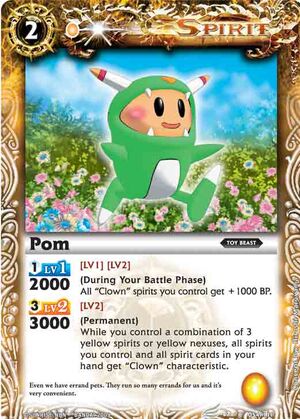 2
SPIRIT
Pom
TOY BEAST
1 LV1
2000
3 LV2
3000
[LV1] [LV2]
(During Your Battle Phase)
All "Clown" spirits you control get +1000 BP.
[LV2]
(Permanent)
While you control a combination of 3
yellow spirits or yellow nexuses, all spirits
you control and all spirit cards in your
hand get "Clown" characteristic.
Even we have errand pets. They run so many errands for us and it's
very convenient.